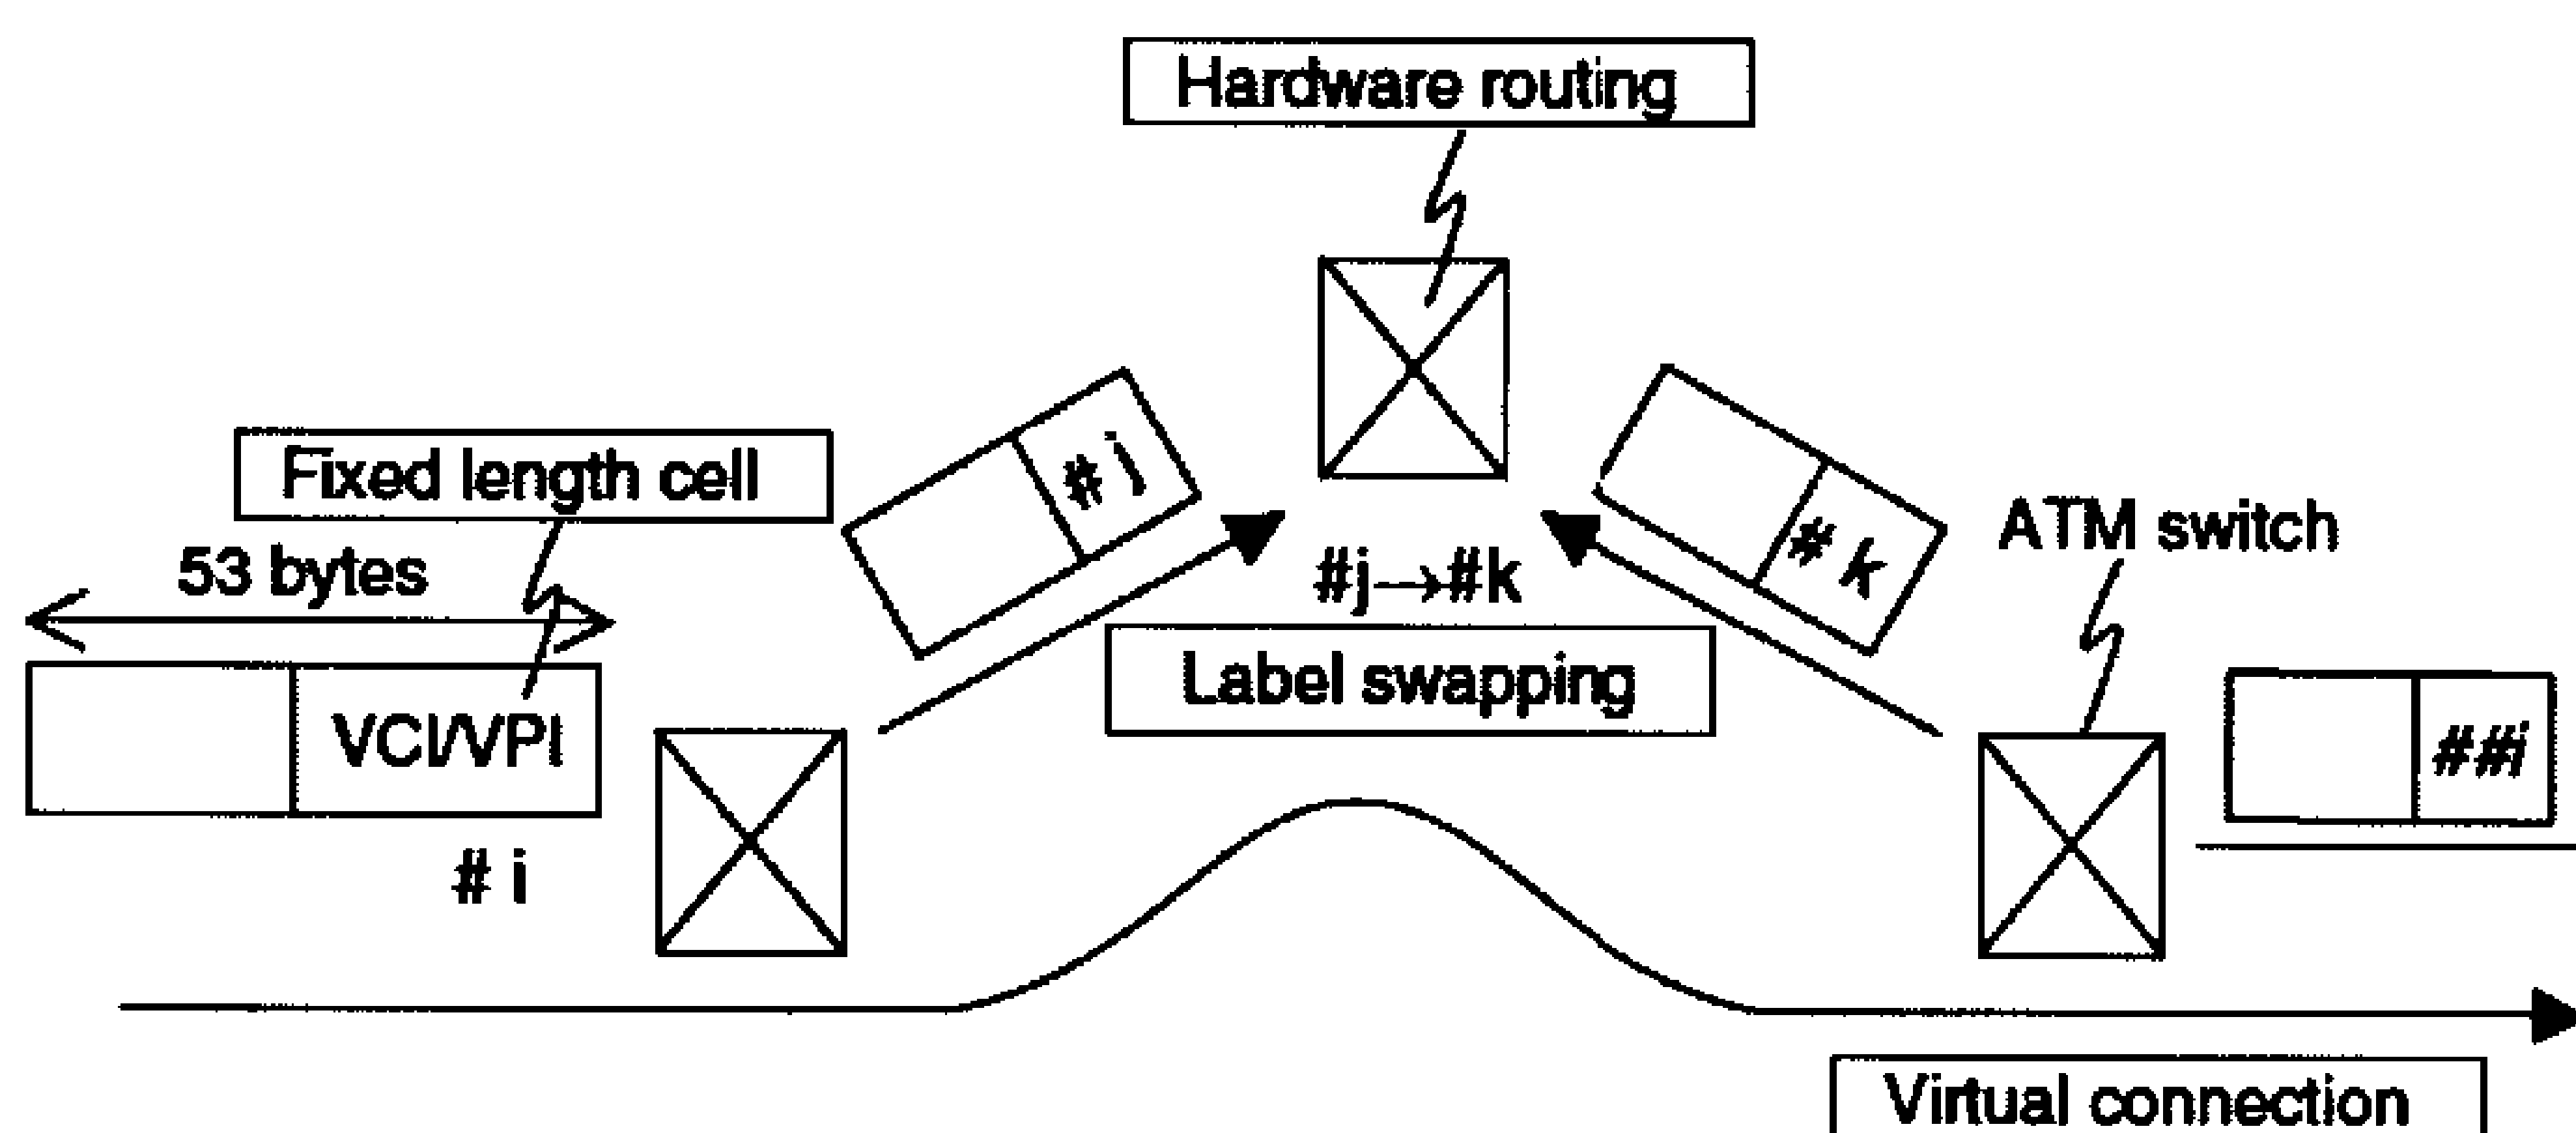 Hardware routing
Fixed length cell
# j
# k
ATM switch
53 bytes
#j→#k
Label swapping
VCI/VPI
##i
# i
Virtual connection